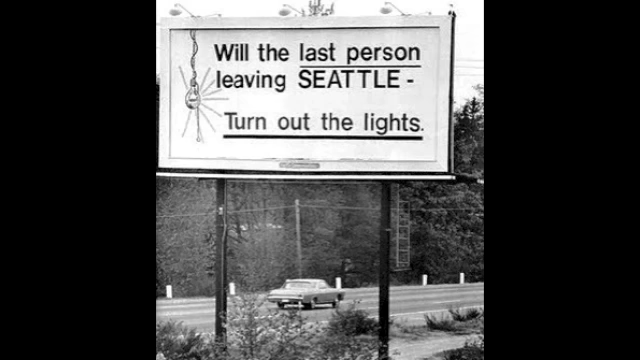 Will the last person
leaving SEATTLE -
Turn out the lights.